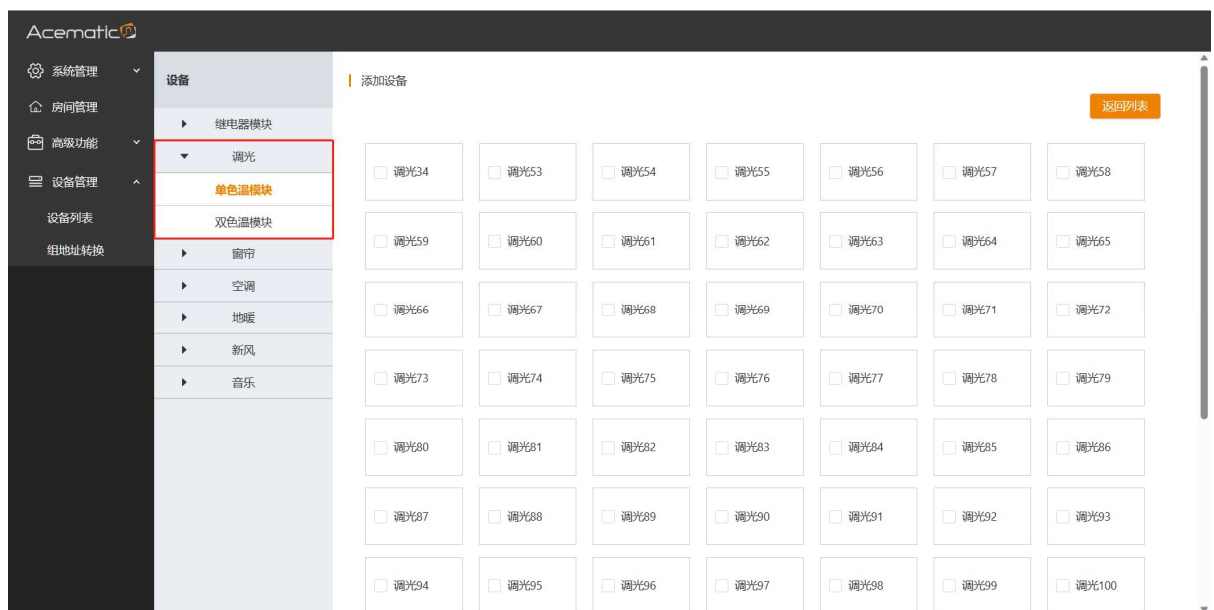 Acematic
系统管理
房间管理
高级功能
设备管理
设备列表
组地址转换
设备
继电器模块
调光
单色温模块
双色温模块
窗帘
空调
地暖
新风
音乐
添加设备
返回列表
调光34 调光53 调光54 调光55 调光56 调光57 调光58
调光59 调光60 调光61 调光62 调光63 调光64 调光65
调光66 调光67 调光68 调光69 调光70 调光71 调光72
调光73 调光74 调光75 调光76 调光77 调光78 调光79
调光80 调光81 调光82 调光83 调光84 调光85 调光86
调光87 调光88 调光89 调光90 调光91 调光92 调光93
调光94 调光95 调光96 调光97 调光98 调光99 调光100